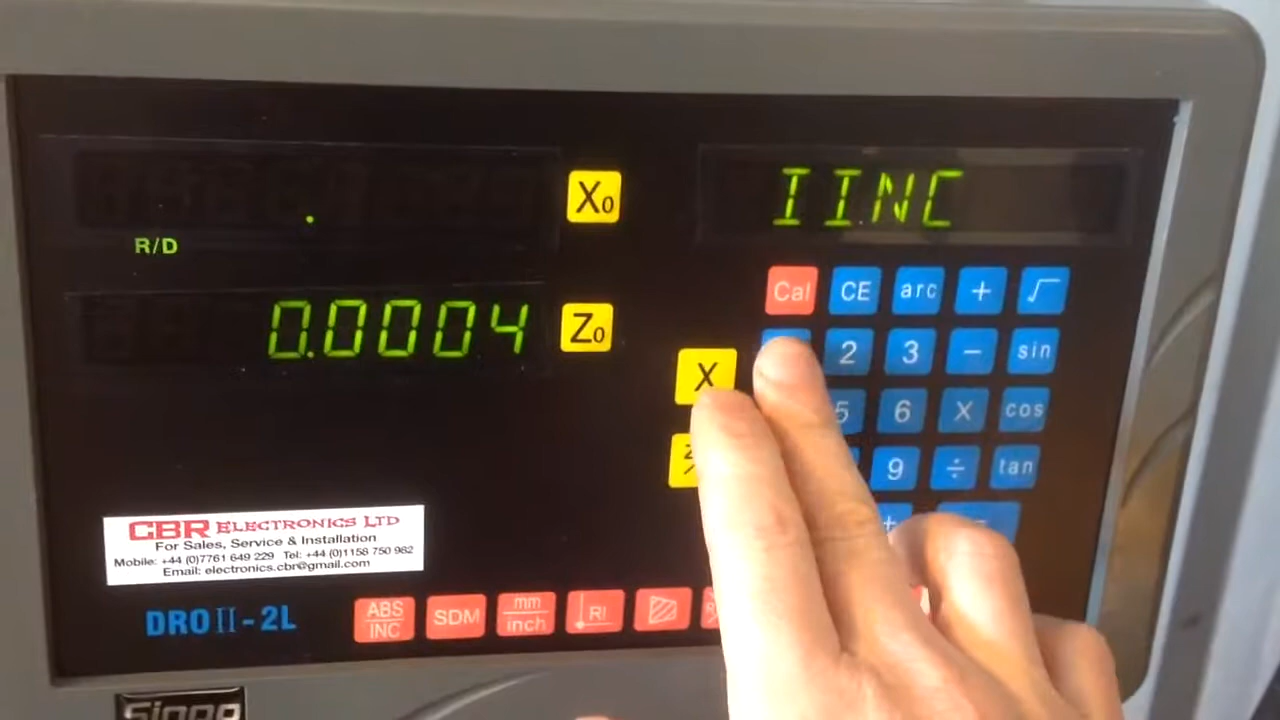 X0
IINC
R/D
0.0004
Z0
Cal CE arc + √
2 3 − sin
X
5 6 X cos
9 ÷ tan
CBR ELECTRONICS LTD
For Sales, Service & Installation
Mobile: +44 (0)7761 649 229 Tel: +44 (0)1158 750 982
Email: electronics.cbr@gmail.com
DRO II-2L
ABS
INC
SDM
mm
inch
RI
Sino